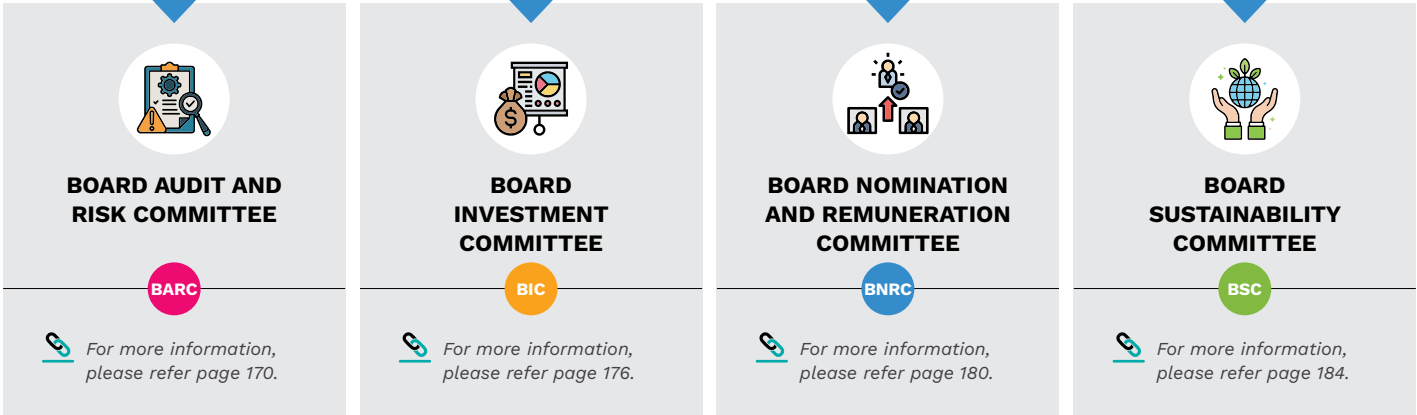 BOARD AUDIT AND
RISK COMMITTEE
BARC
For more information,
please refer page 170.
BOARD
INVESTMENT
COMMITTEE
BIC
For more information,
please refer page 176.
BOARD NOMINATION
AND REMUNERATION
COMMITTEE
BNRC
For more information,
please refer page 180.
BOARD
SUSTAINABILITY
COMMITTEE
BSC
For more information,
please refer page 184.